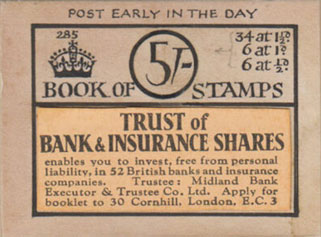 POST EARLY IN THE DAY
285
5/-
34 at 1½D.
6 at 1D.
6 at ½D.
BOOK OF STAMPS
TRUST of
BANK & INSURANCE SHARES
enables you to invest, free from personal
liability, in 52 British banks and insurance
companies. Trustee: Midland Bank
Executor & Trustee Co. Ltd. Apply for
booklet to 30 Cornhill, London, E.C. 3